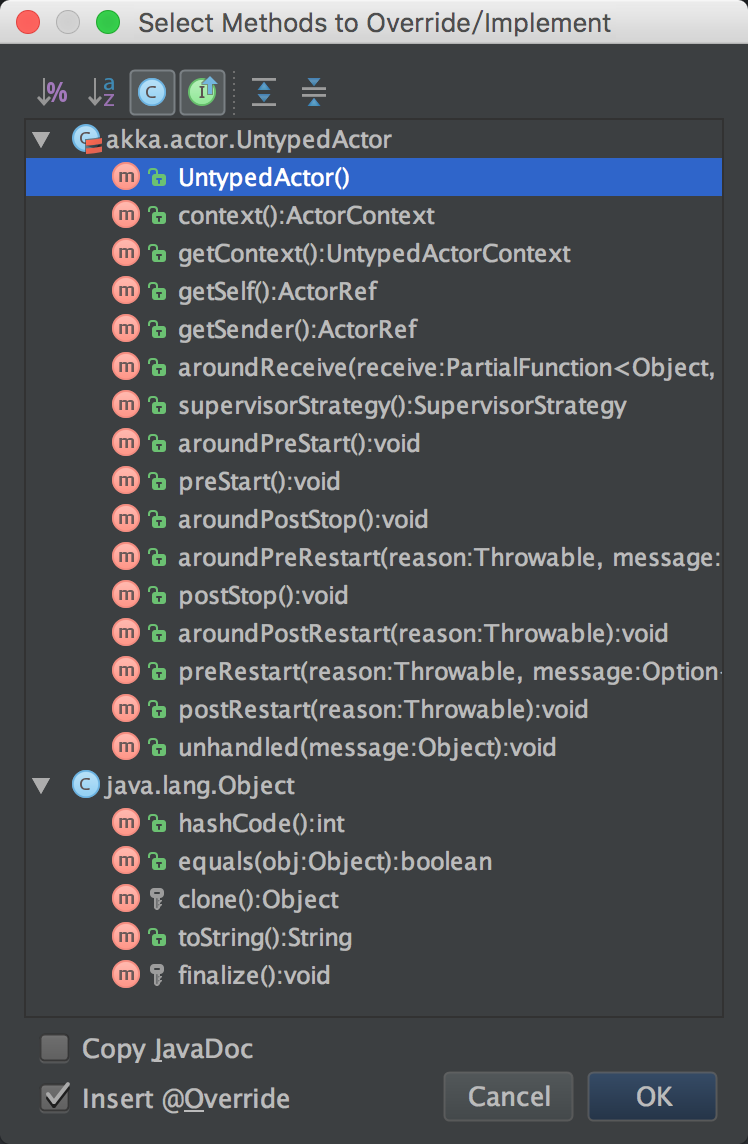 Select Methods to Override/Implement
% a z C I
C akka.actor.UntypedActor
m UntypedActor()
m context():ActorContext
m getContext():UntypedActorContext
m getSelf():ActorRef
m getSender():ActorRef
m aroundReceive(receive:PartialFunction<Object,
m supervisorStrategy():SupervisorStrategy
m aroundPreStart():void
m preStart():void
m aroundPostStop():void
m aroundPreRestart(reason:Throwable, message:
m postStop():void
m aroundPostRestart(reason:Throwable):void
m preRestart(reason:Throwable, message:Option
m postRestart(reason:Throwable):void
m unhandled(message:Object):void
C java.lang.Object
m hashCode():int
m equals(obj:Object):boolean
m clone():Object
m toString():String
m finalize():void
Copy JavaDoc
Insert @Override
Cancel OK